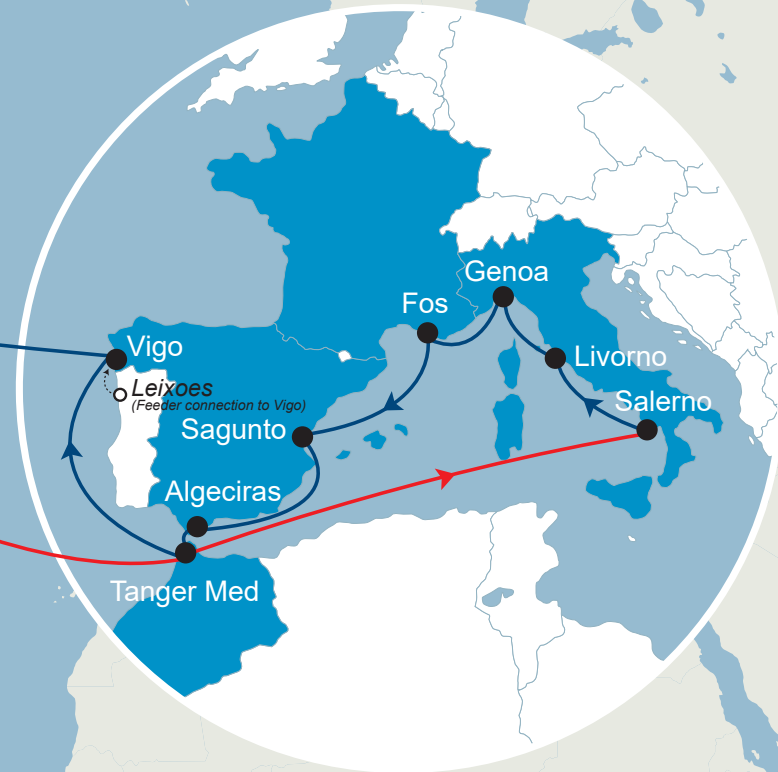 Genoa
Fos
Vigo
Livorno
Leixoes
(Feeder connection to Vigo)
Salerno
Sagunto
Algeciras
Tanger Med